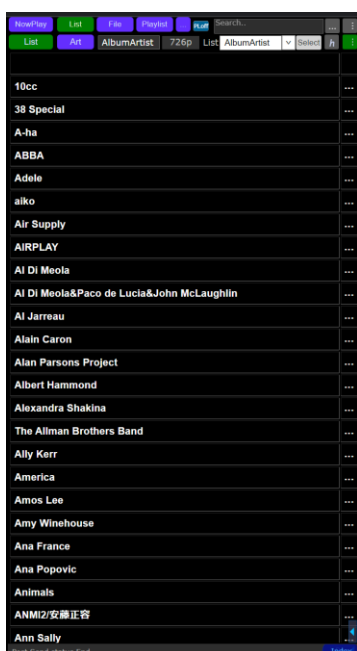 NowPlay List File Playlist ... PLoff Search... ... ⋮
List Art AlbumArtist 726p List AlbumArtist Select h ⋮
10cc ...
38 Special ...
A-ha ...
ABBA ...
Adele ...
aiko ...
Air Supply ...
AIRPLAY ...
Al Di Meola ...
Al Di Meola&Paco de Lucia&John McLaughlin ...
Al Jarreau ...
Alain Caron ...
Alan Parsons Project ...
Albert Hammond ...
Alexandra Shakina ...
The Allman Brothers Band ...
Ally Kerr ...
America ...
Amos Lee ...
Amy Winehouse ...
Ana France ...
Ana Popovic ...
Animals ...
ANMI2/安藤正容 ...
Ann Sally ...